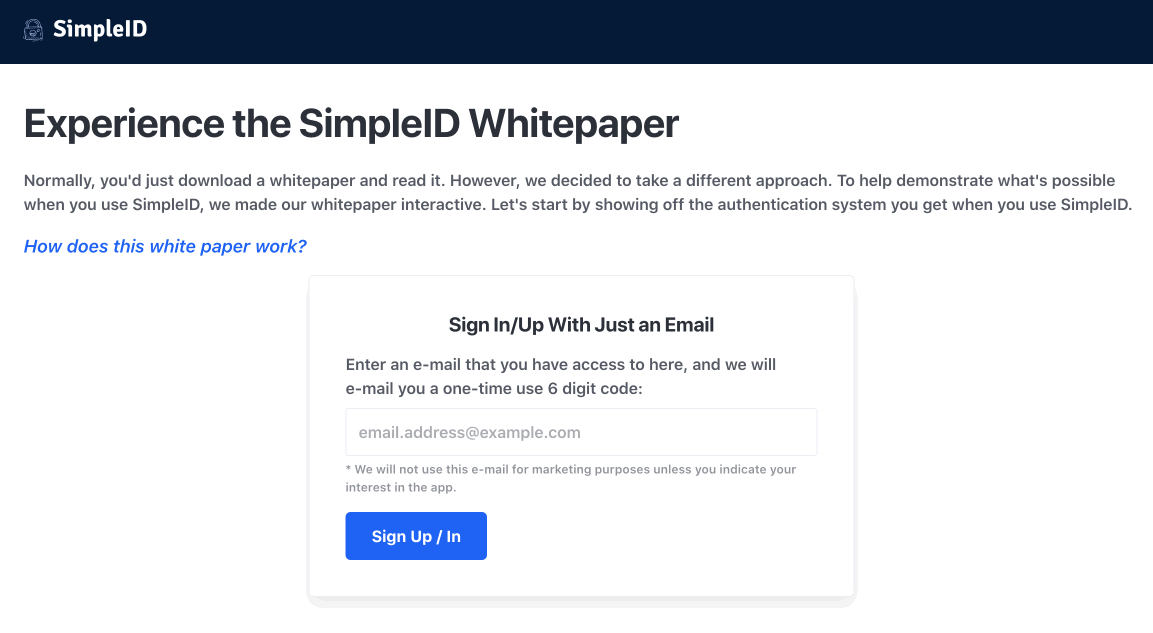 SimpleID
Experience the SimpleID Whitepaper
Normally, you'd just download a whitepaper and read it. However, we decided to take a different approach. To help demonstrate what's possible
when you use SimpleID, we made our whitepaper interactive. Let's start by showing off the authentication system you get when you use SimpleID.
How does this white paper work?
Sign In/Up With Just an Email
Enter an e-mail that you have access to here, and we will
e-mail you a one-time use 6 digit code:
email.address@example.com
* We will not use this e-mail for marketing purposes unless you indicate your
interest in the app.
Sign Up / In